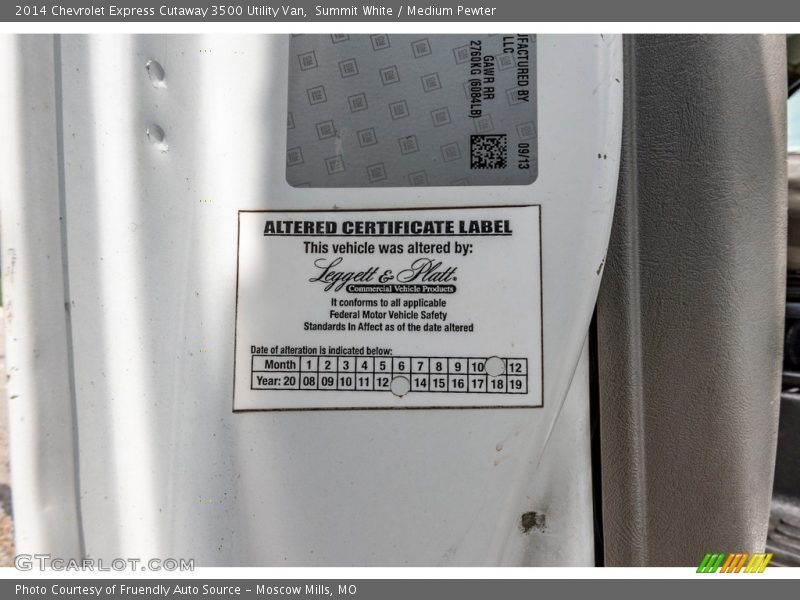 2014 Chevrolet Express Cutaway 3500 Utility Van, Summit White / Medium Pewter
UFACTURED BY
LLC
GAWR RR
2760KG (6084LB)
09/13
ALTERED CERTIFICATE LABEL
This vehicle was altered by:
Leggett & Platt
Commercial Vehicle Products
It conforms to all applicable
Federal Motor Vehicle Safety
Standards In Affect as of the date altered
Date of alteration is indicated below:
Month 1 2 3 4 5 6 7 8 9 10 12
Year: 20 08 09 10 11 12 14 15 16 17 18 19
GTCARLOT.COM
Photo Courtesy of Fruendly Auto Source - Moscow Mills, MO